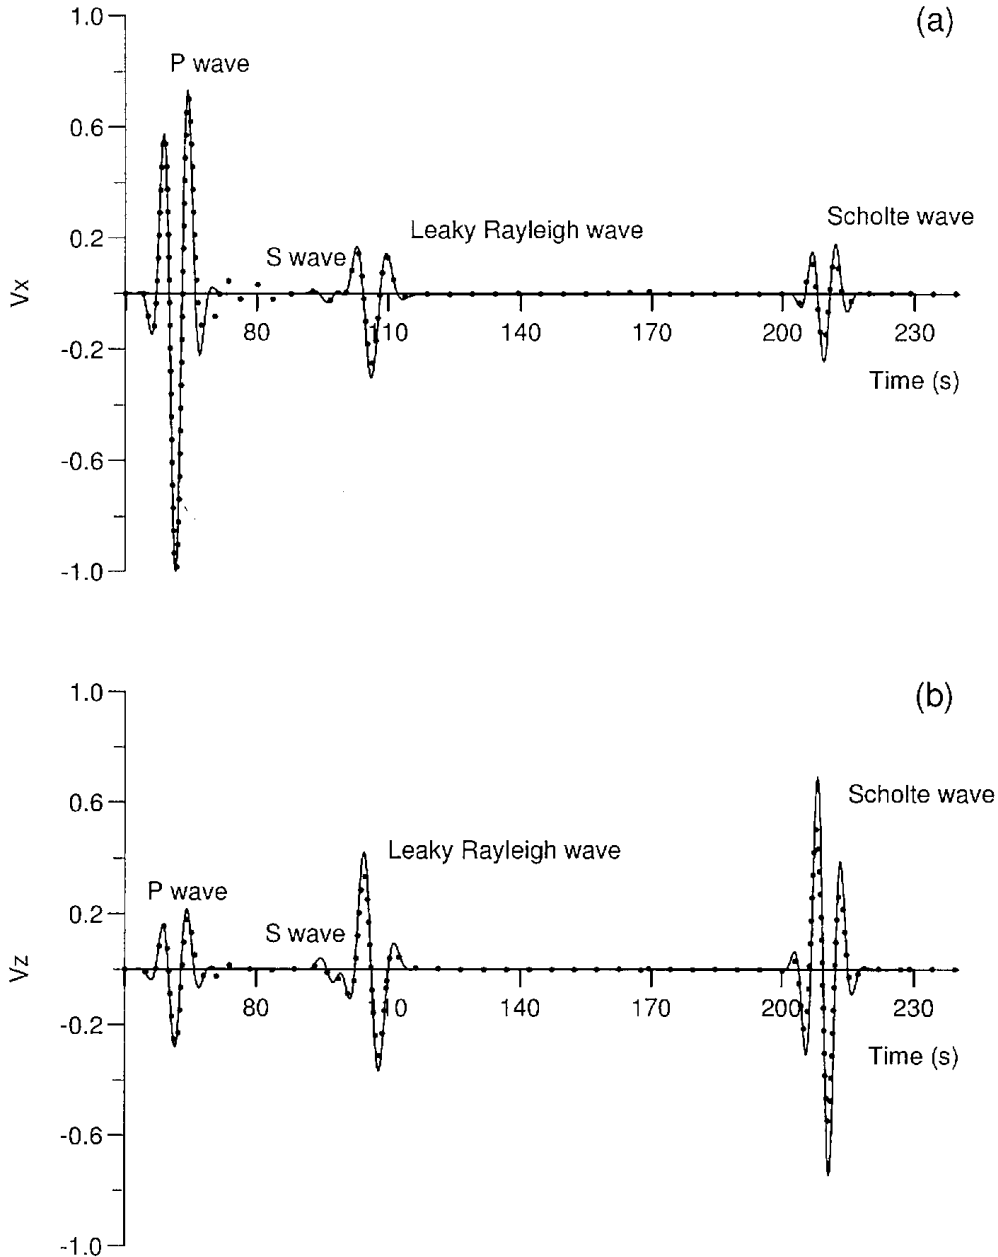 1.0
(a)
P wave
0.6
Scholte wave
Leaky Rayleigh wave
0.2
S wave
Vx
80
110
140
170
200
230
-0.2
Time (s)
-0.6
-1.0
1.0
(b)
0.6
Scholte wave
Leaky Rayleigh wave
P wave
0.2
S wave
Vz
80
110
140
170
200
230
-0.2
Time (s)
-0.6
-1.0